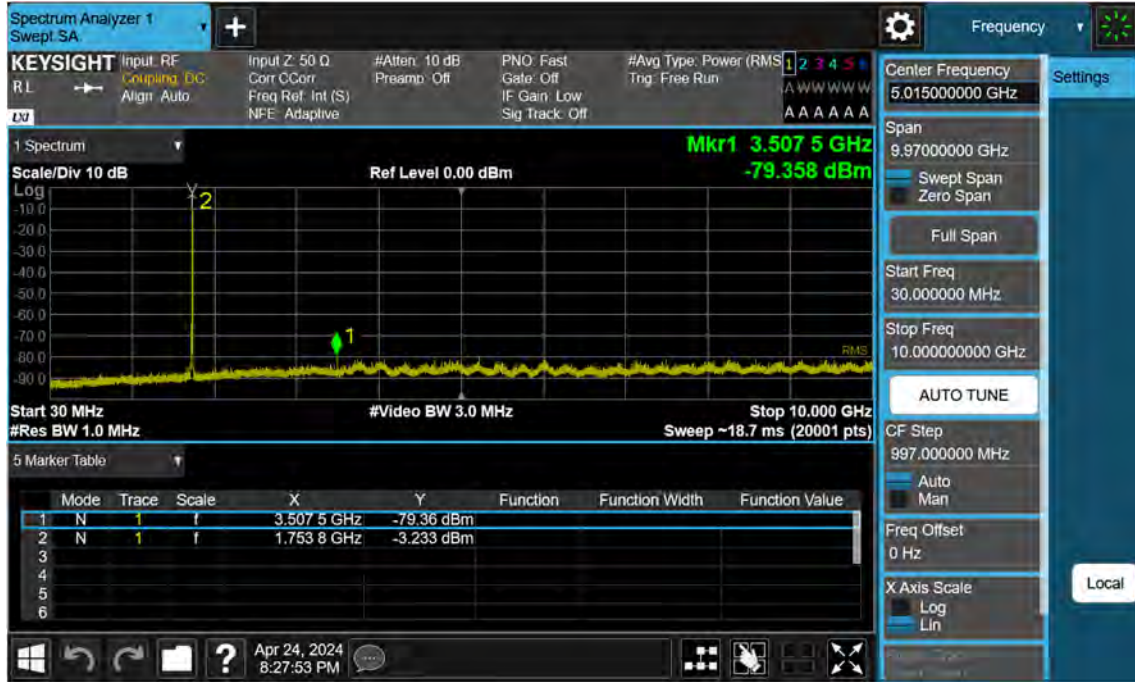 Spectrum Analyzer 1
Swept SA
+
Frequency
KEYSIGHT
RL
LXI
Input: RF
Coupling: DC
Align: Auto
Input Z: 50 Ω
Corr CCorr
Freq Ref: Int (S)
NFE: Adaptive
#Atten: 10 dB
Preamp: Off
PNO: Fast
Gate: Off
IF Gain: Low
Sig Track: Off
#Avg Type: Power (RMS
Trig: Free Run
1 2 3 4 5 6
A W W W W W
A A A A A A
1 Spectrum
Scale/Div 10 dB
Ref Level 0.00 dBm
Mkr1 3.507 5 GHz
-79.358 dBm
Log
-10.0
-20.0
-30.0
-40.0
-50.0
-60.0
-70.0
-80.0
-90.0
2
1
RMS
Start 30 MHz
#Video BW 3.0 MHz
Stop 10.000 GHz
#Res BW 1.0 MHz
Sweep ~18.7 ms (20001 pts)
5 Marker Table
Mode Trace Scale X Y Function Function Width Function Value
1 N 1 f 3.507 5 GHz -79.36 dBm
2 N 1 f 1.753 8 GHz -3.233 dBm
3
4
5
6
?
Apr 24, 2024
8:27:53 PM
Center Frequency
5.015000000 GHz
Span
9.97000000 GHz
Swept Span
Zero Span
Full Span
Start Freq
30.000000 MHz
Stop Freq
10.000000000 GHz
AUTO TUNE
CF Step
997.000000 MHz
Auto
Man
Freq Offset
0 Hz
X Axis Scale
Log
Lin
Settings
Local